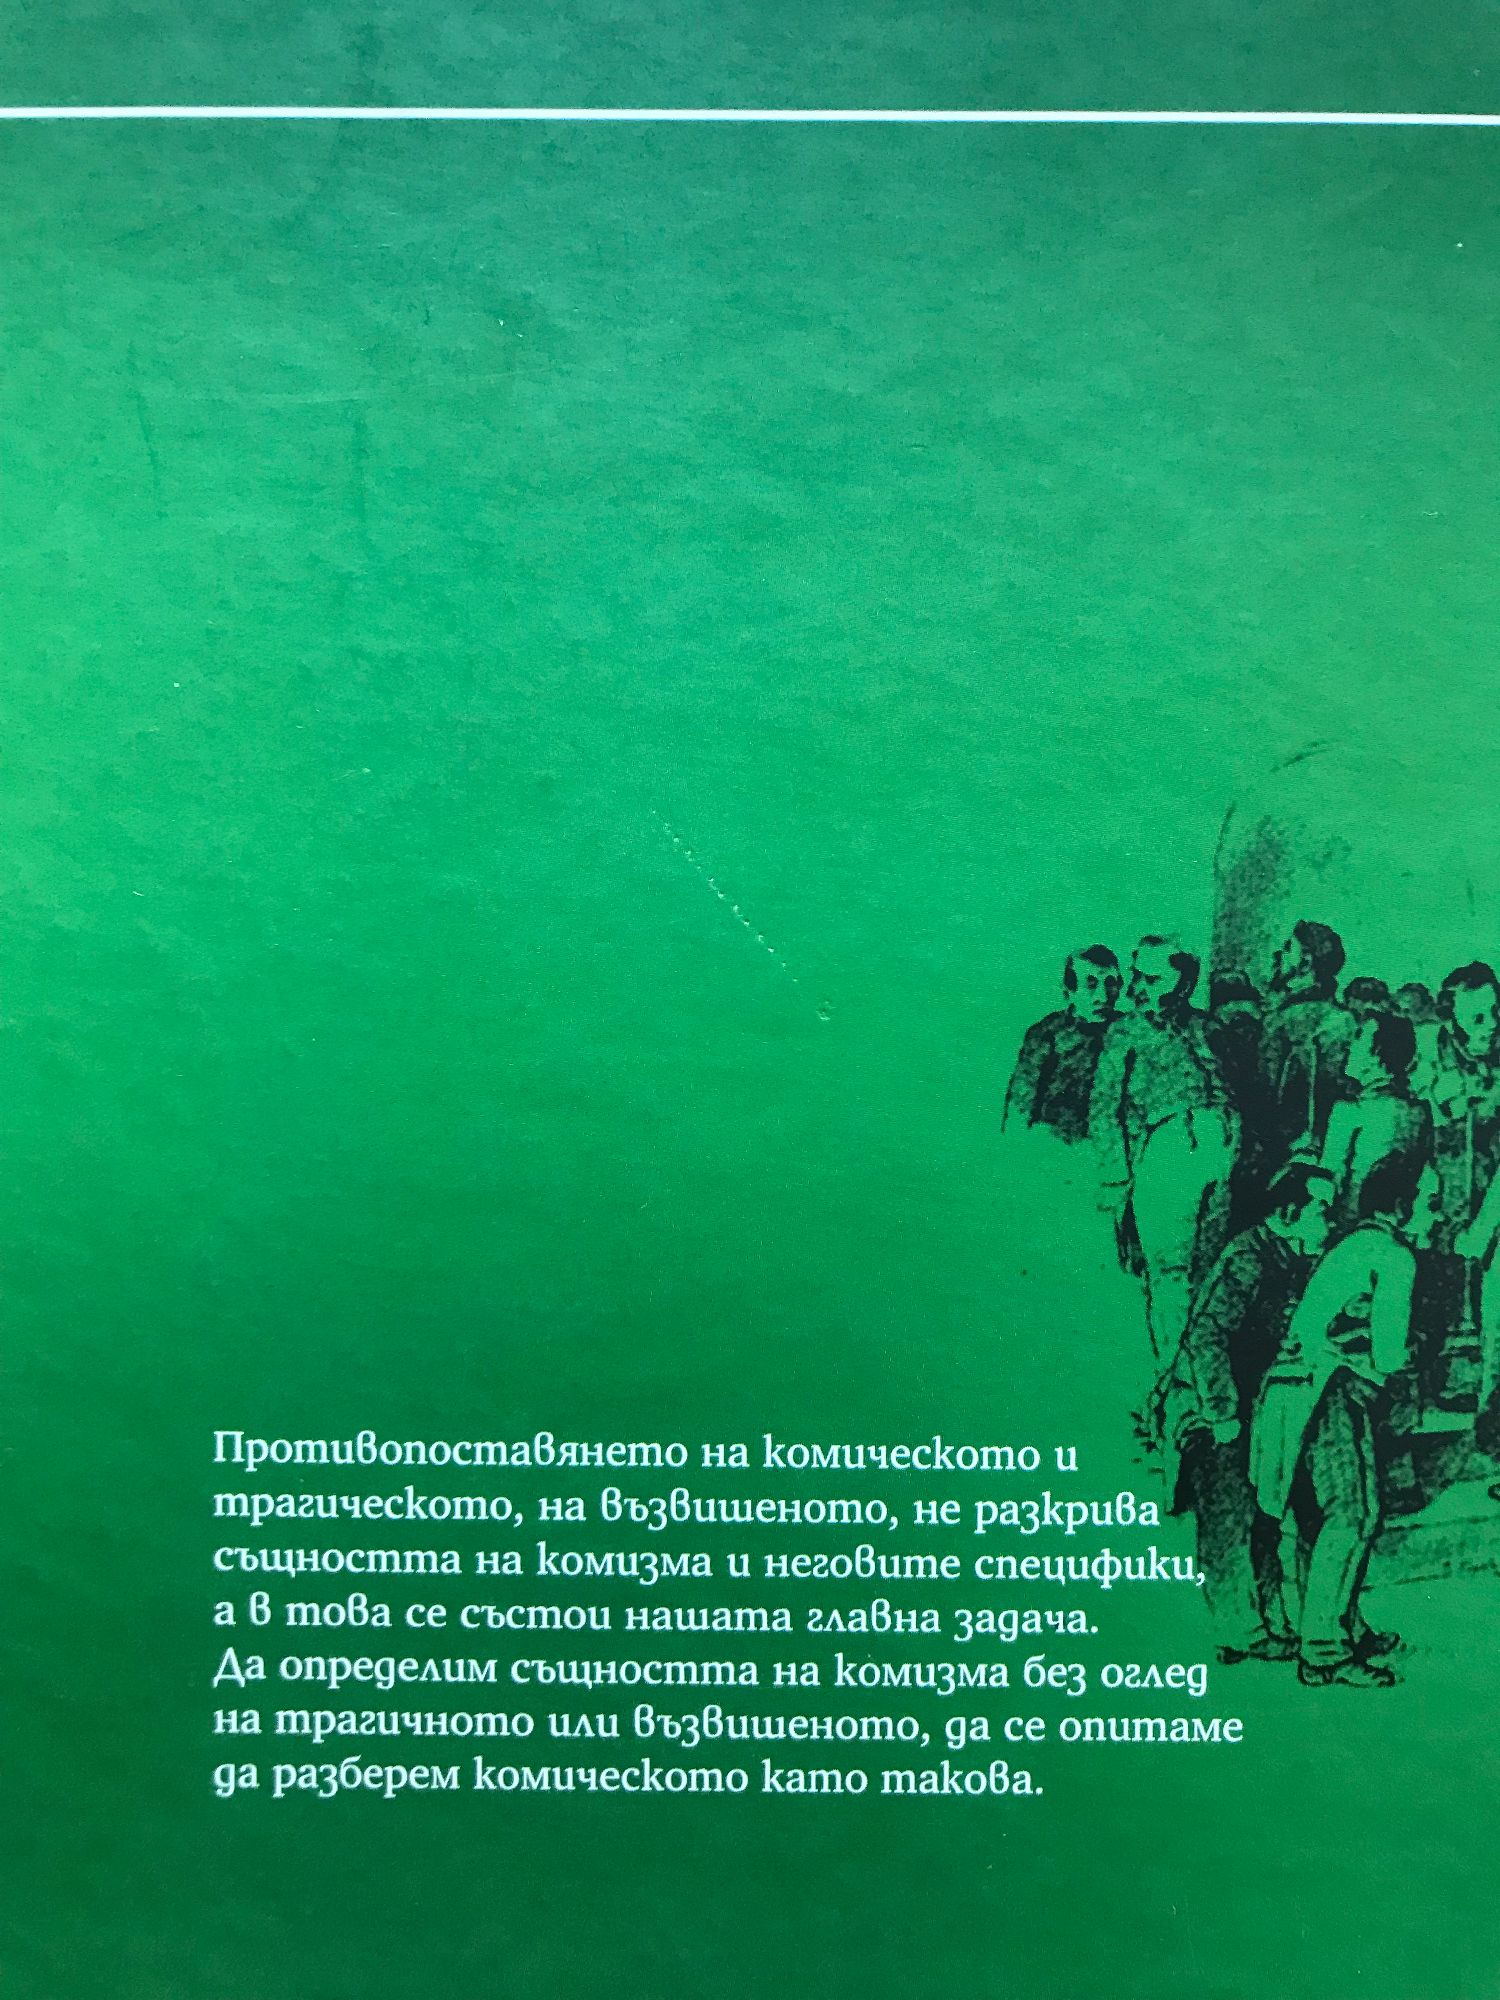 Противопоставянето на комическото и
трагическото, на възвишеното, не разкрива
същността на комизма и неговите специфики,
а в това се състои нашата главна задача.
Да определим същността на комизма без оглед
на трагичното или възвишеното, да се опитаме
да разберем комическото като такова.